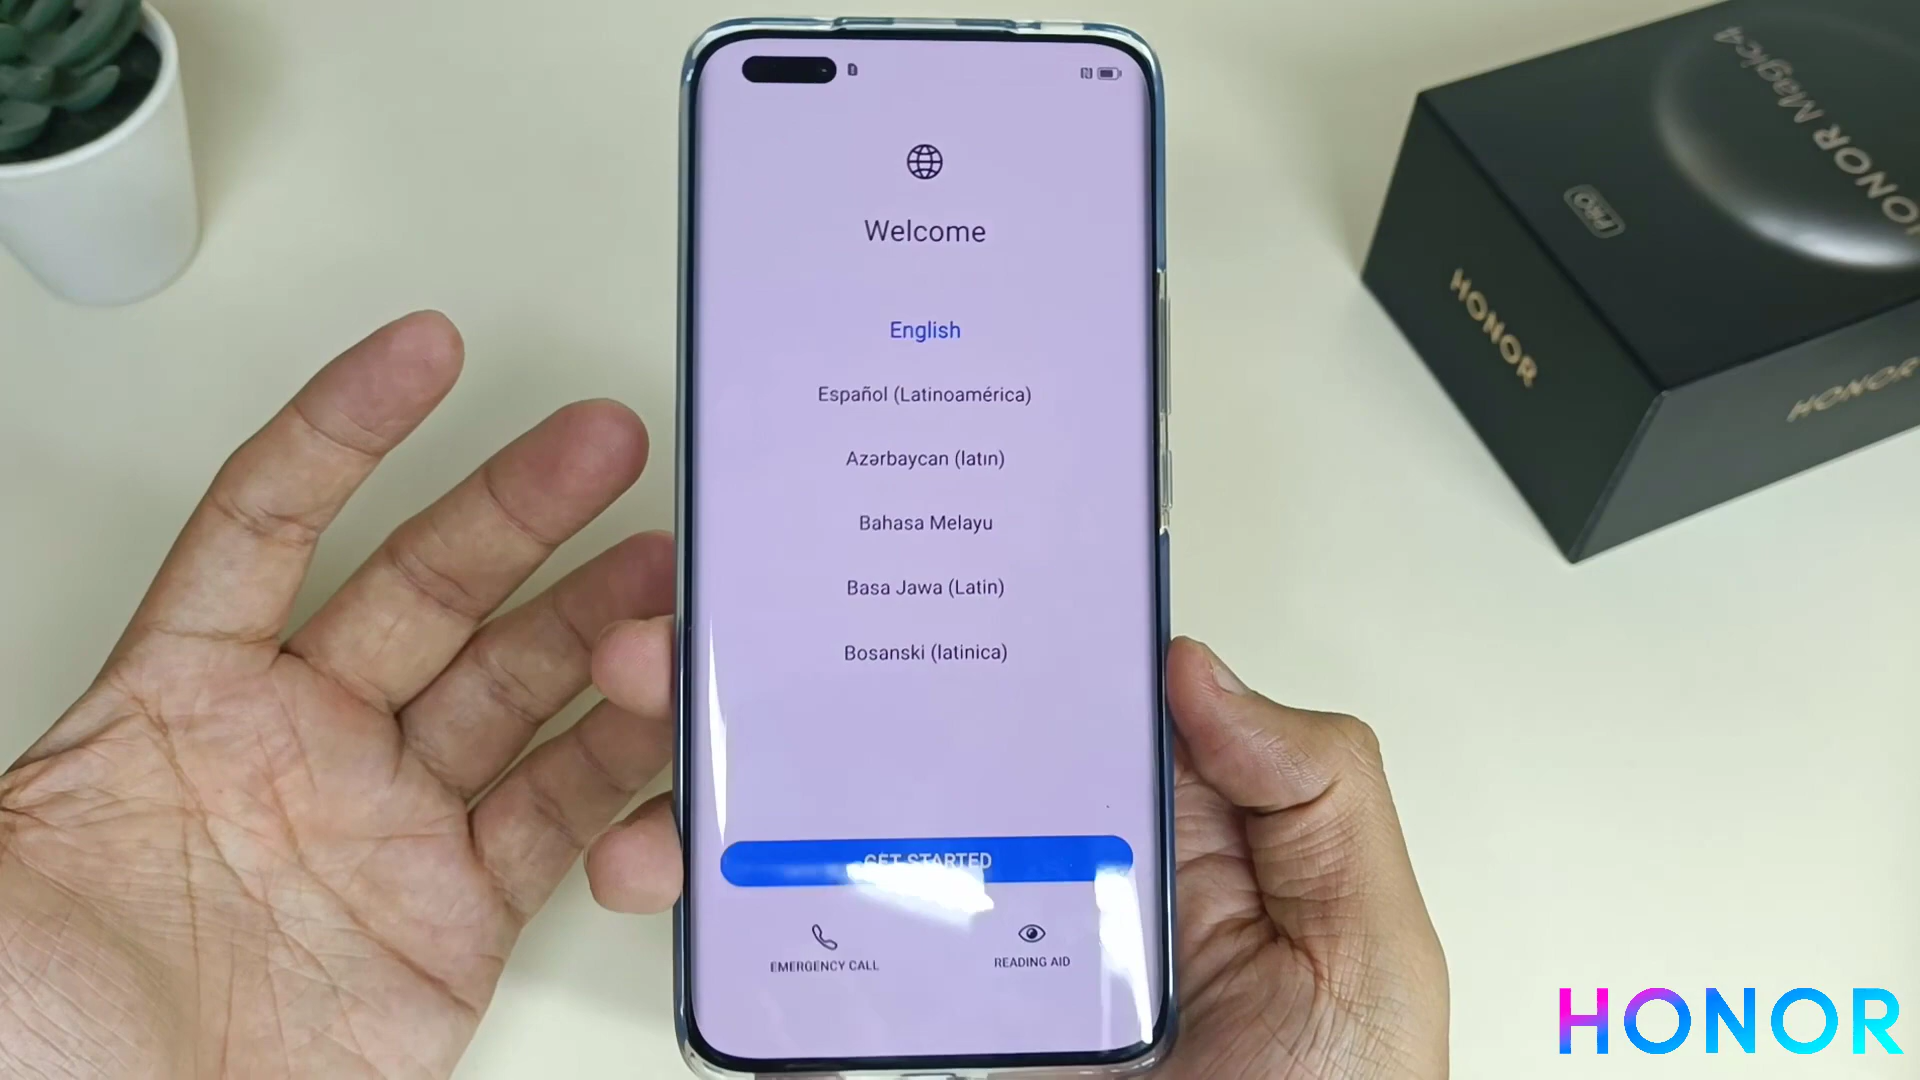 Welcome
English
Español (Latinoamérica)
Azərbaycan (latın)
Bahasa Melayu
Basa Jawa (Latin)
Bosanski (latinica)
GET STARTED
EMERGENCY CALL
READING AID
HONOR Magic4
PRO
HONOR
HONOR
HONOR